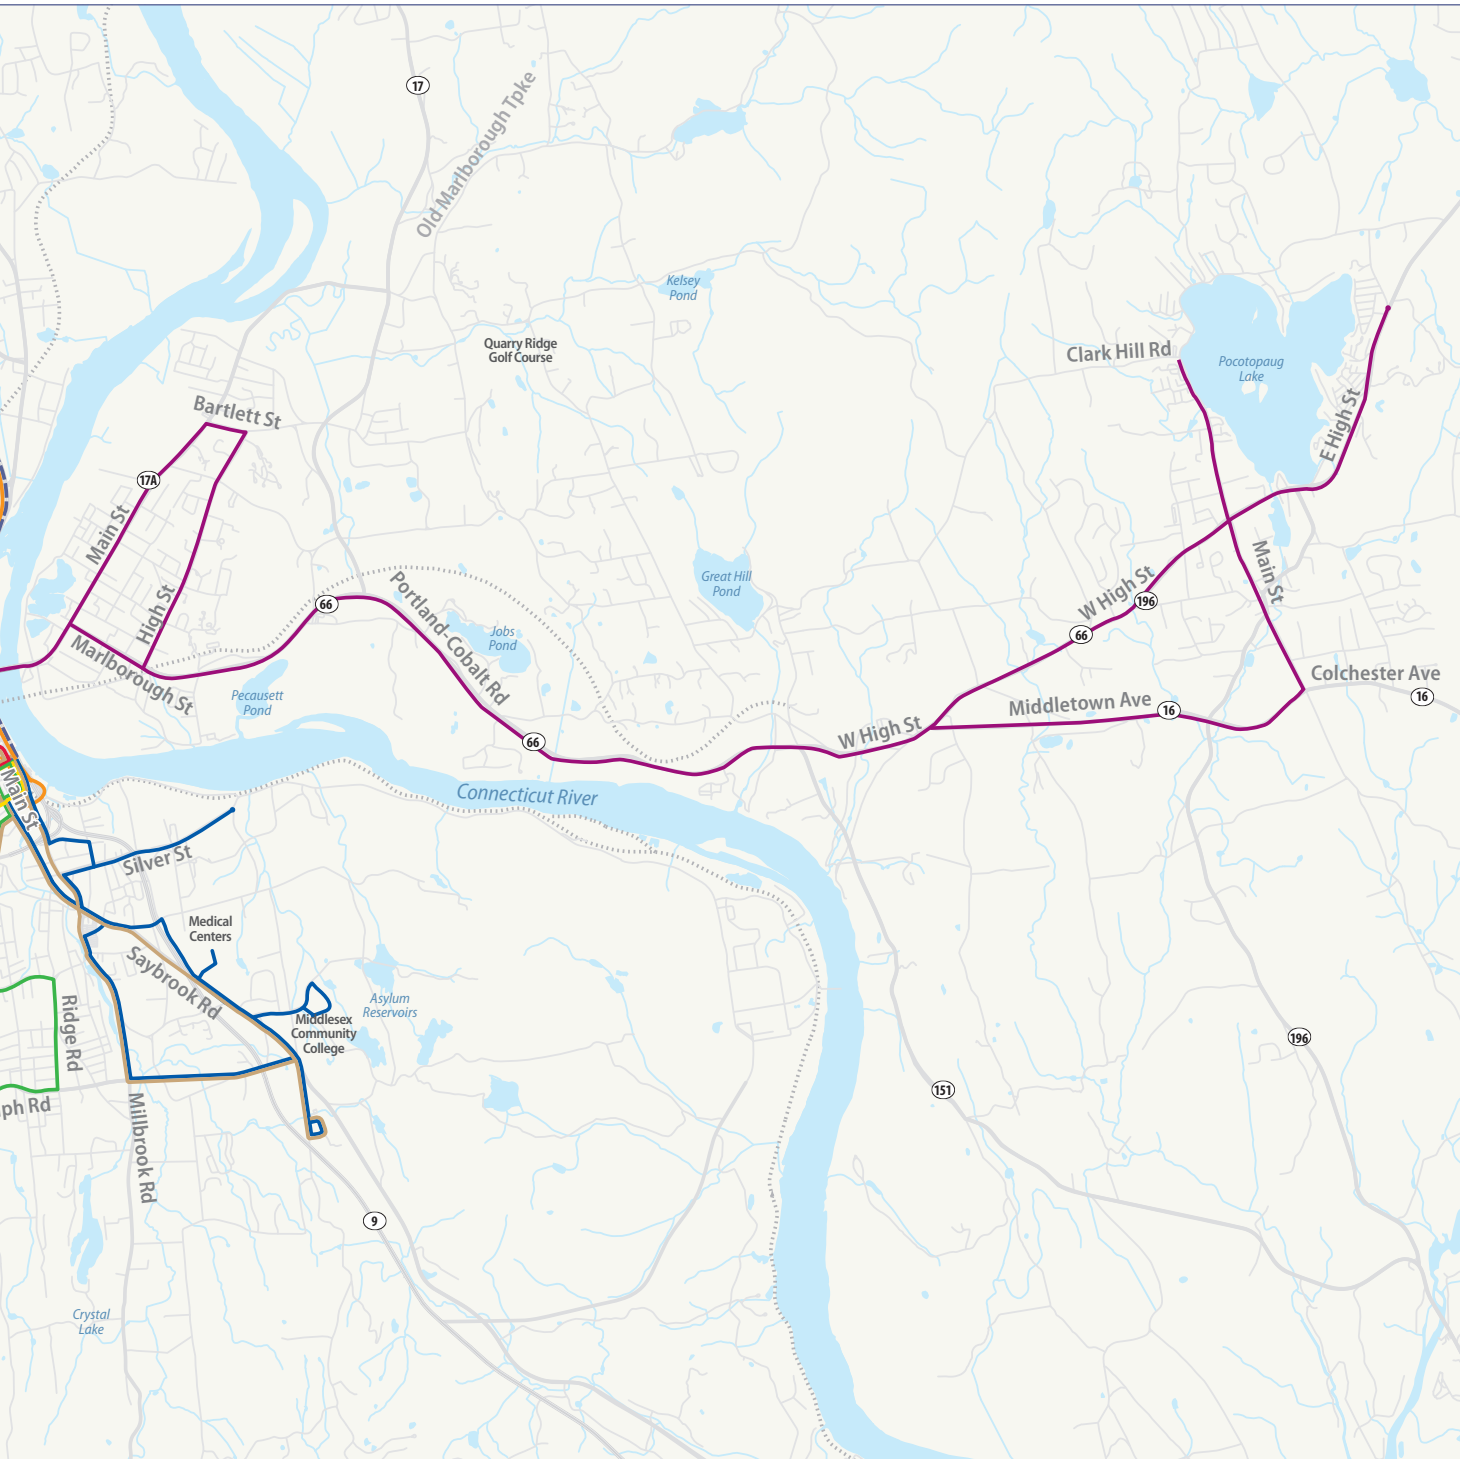 17
Old Marlborough Tpke
Kelsey
Pond
Quarry Ridge
Golf Course
Clark Hill Rd
Pocotopaug
Lake
E High St
Bartlett St
17A
Main St
High St
66
Portland-Cobalt Rd
Jobs
Pond
Great Hill
Pond
W High St
196
66
Main St
Marlborough St
Pecausett
Pond
66
W High St
Middletown Ave
16
Colchester Ave
16
Connecticut River
Main St
Silver St
Medical
Centers
Saybrook Rd
Asylum
Reservoirs
Middlesex
Community
College
Ridge Rd
ph Rd
Millbrook Rd
196
151
9
Crystal
Lake